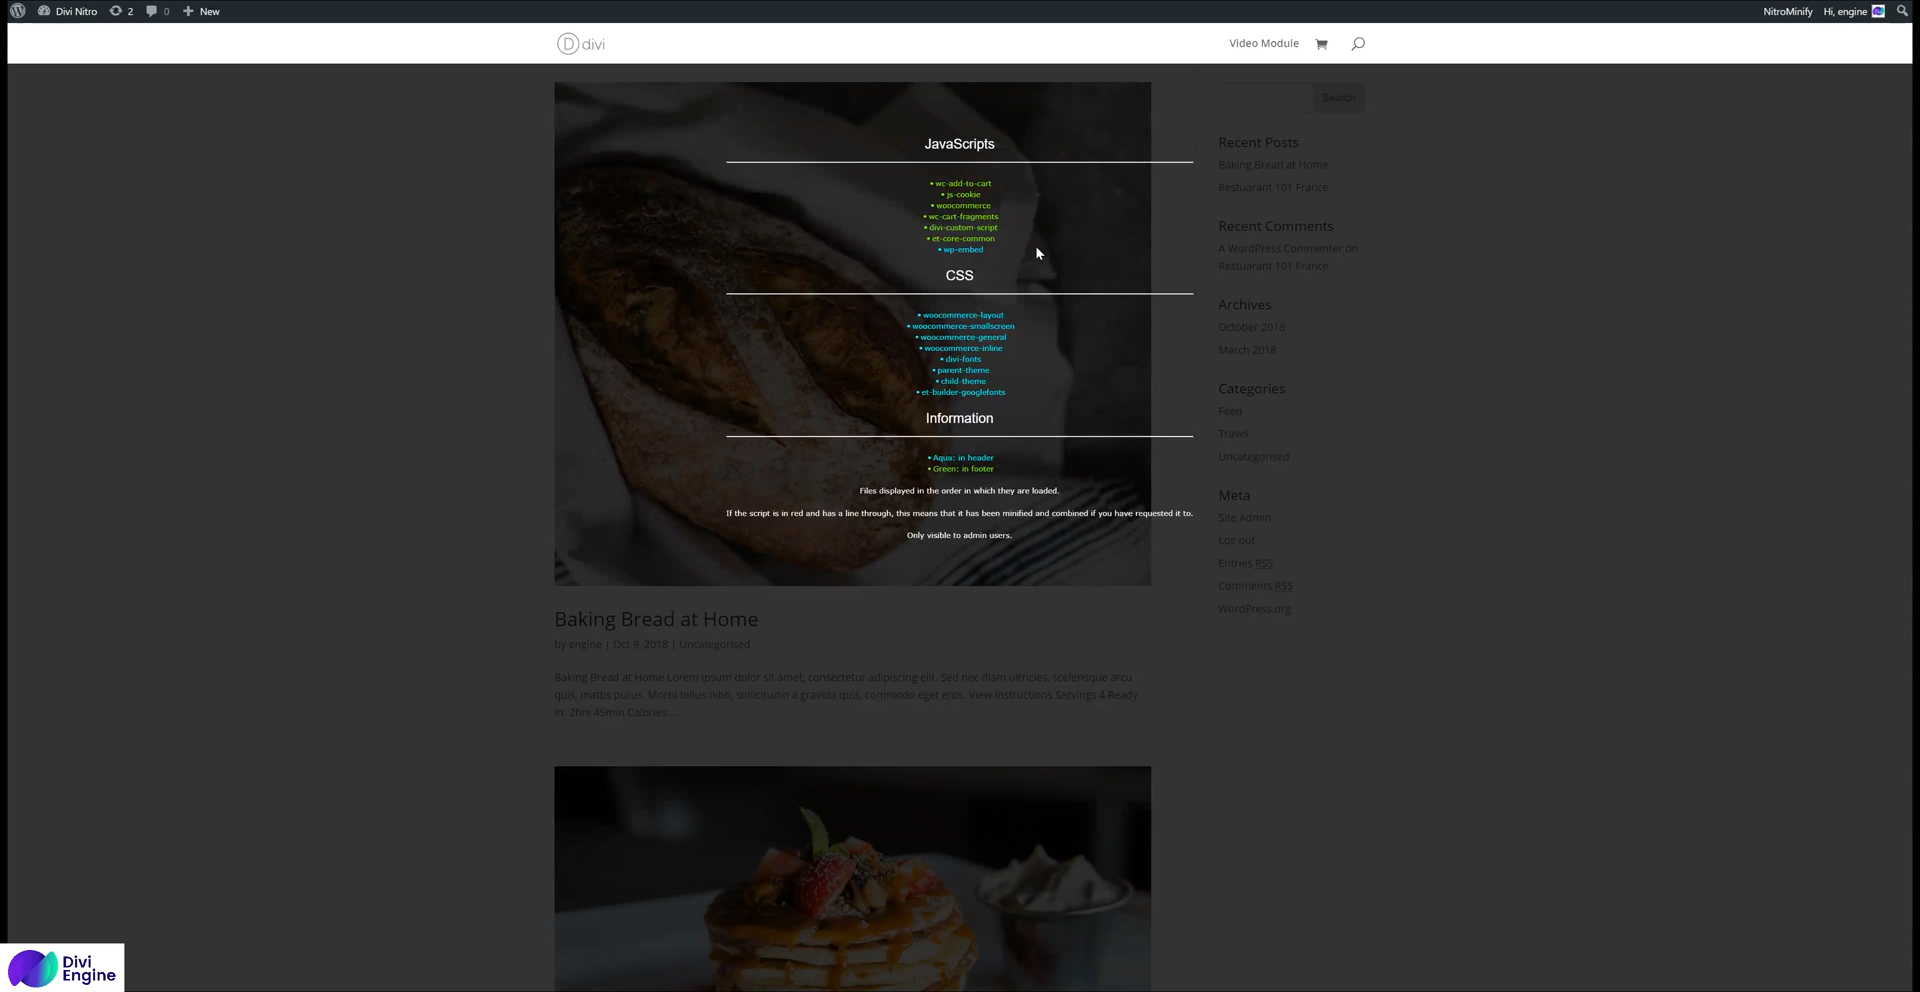 Divi Nitro 2 0 New NitroMinify Hi, engine
D divi Video Module
JavaScripts
• wc-add-to-cart
• js-cookie
• woocommerce
• wc-cart-fragments
• divi-custom-script
• et-core-common
• wp-embed
CSS
• woocommerce-layout
• woocommerce-smallscreen
• woocommerce-general
• woocommerce-inline
• divi-fonts
• parent-theme
• child-theme
• et-builder-googlefonts
Information
• Aqua: in header
• Green: in footer
Files displayed in the order in which they are loaded.
If the script is in red and has a line through, this means that it has been minified and combined if you have requested it to.
Only visible to admin users.
Search
Recent Posts
Baking Bread at Home
Restuarant 101 France
Recent Comments
A WordPress Commenter on
Restuarant 101 France
Archives
October 2018
March 2018
Categories
Feed
Travel
Uncategorised
Meta
Site Admin
Log out
Entries RSS
Comments RSS
WordPress.org
Baking Bread at Home
by engine | Oct 9, 2018 | Uncategorised
Baking Bread at Home Lorem ipsum dolor sit amet, consectetur adipiscing elit. Sed nec diam ultricies, scelerisque arcu
quis, mattis purus. Morbi tellus nibh, sollicitudin a gravida quis, commodo eget eros. View Instructions Servings 4 Ready
In: 2hrs 45min Calories...
Divi
Engine